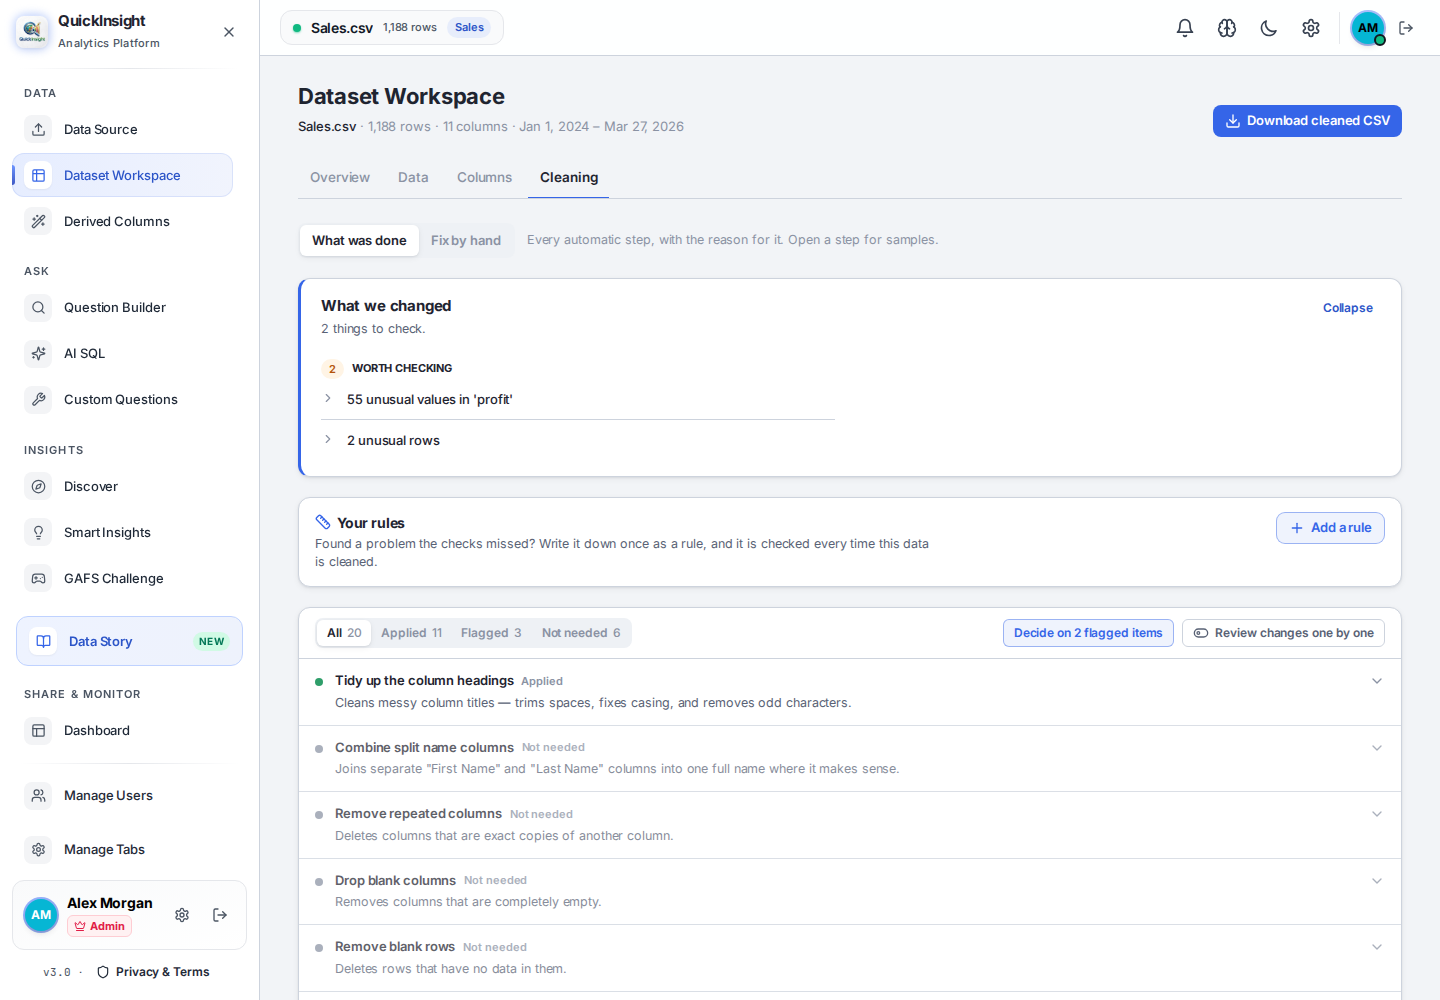 QuickInsight
Analytics Platform
DATA
Data Source
Dataset Workspace
Derived Columns
ASK
Question Builder
AI SQL
Custom Questions
INSIGHTS
Discover
Smart Insights
GAFS Challenge
Data Story NEW
SHARE & MONITOR
Dashboard
Manage Users
Manage Tabs
AM Alex Morgan
Admin
v3.0 · Privacy & Terms
Sales.csv 1,188 rows Sales
AM
Dataset Workspace
Sales.csv · 1,188 rows · 11 columns · Jan 1, 2024 – Mar 27, 2026
Download cleaned CSV
Overview Data Columns Cleaning
What was done Fix by hand Every automatic step, with the reason for it. Open a step for samples.
What we changed
Collapse
2 things to check.
2 WORTH CHECKING
55 unusual values in 'profit'
2 unusual rows
Your rules
Add a rule
Found a problem the checks missed? Write it down once as a rule, and it is checked every time this data
is cleaned.
All 20 Applied 11 Flagged 3 Not needed 6
Decide on 2 flagged items Review changes one by one
Tidy up the column headings Applied
Cleans messy column titles — trims spaces, fixes casing, and removes odd characters.
Combine split name columns Not needed
Joins separate "First Name" and "Last Name" columns into one full name where it makes sense.
Remove repeated columns Not needed
Deletes columns that are exact copies of another column.
Drop blank columns Not needed
Removes columns that are completely empty.
Remove blank rows Not needed
Deletes rows that have no data in them.